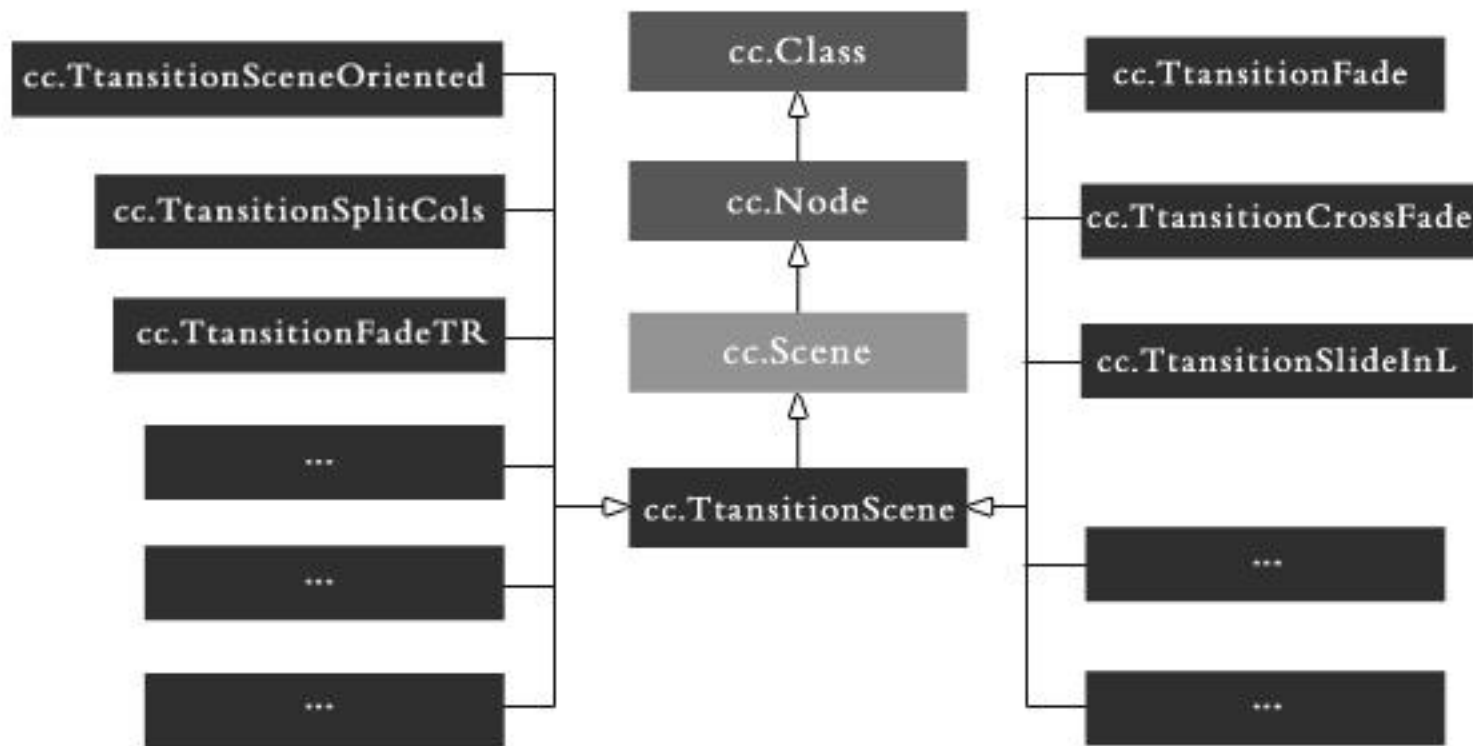 cc.Class
cc.TtansitionSceneOriented
cc.TtansitionFade
cc.Node
cc.TtansitionSplitCols
cc.TtansitionCrossFade
cc.TtansitionFadeTR
cc.Scene
cc.TtansitionSlideInL
...
cc.TtansitionScene
...
...
...
...